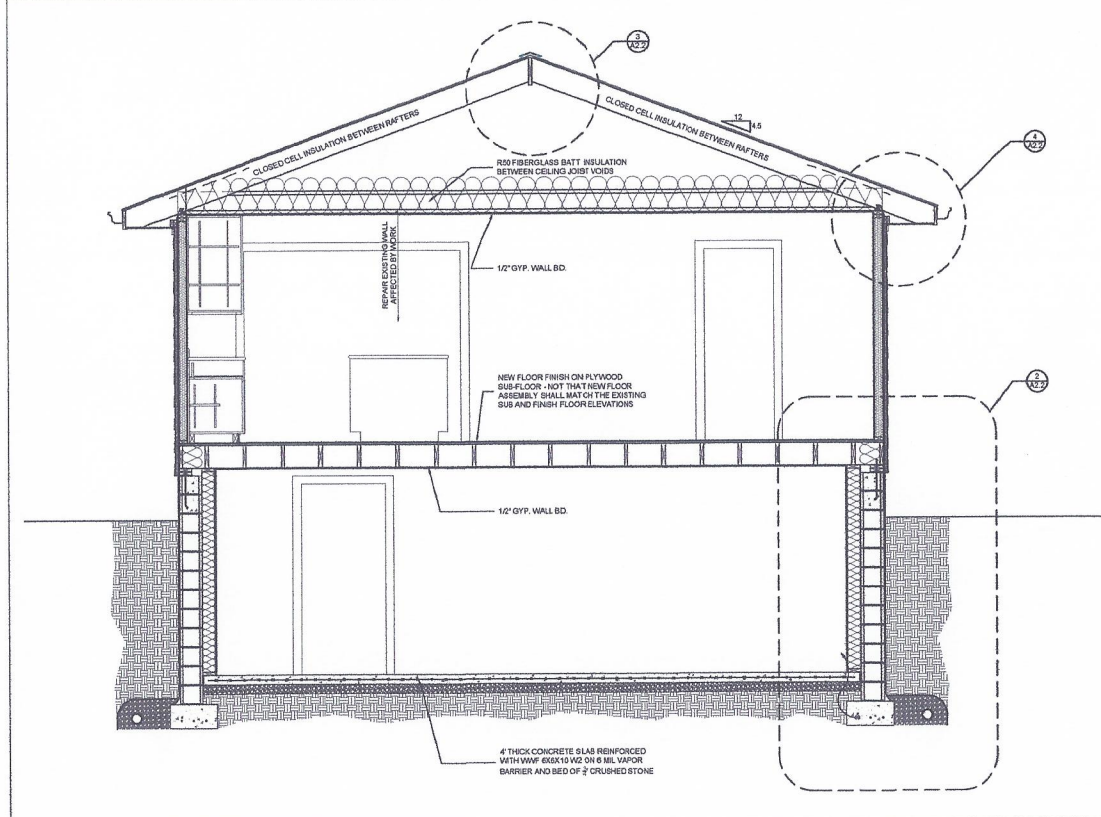 3
A2.2
CLOSED CELL INSULATION BETWEEN RAFTERS
CLOSED CELL INSULATION BETWEEN RAFTERS
12
4.5
4
A2.2
R50 FIBERGLASS BATT INSULATION
BETWEEN CEILING JOIST VOIDS
REPAIR EXISTING WALL
AFFECTED BY WORK
1/2" GYP. WALL BD.
NEW FLOOR FINISH ON PLYWOOD
SUB-FLOOR - NOT THAT NEW FLOOR
ASSEMBLY SHALL MATCH THE EXISTING
SUB AND FINISH FLOOR ELEVATIONS
2
A2.2
1/2" GYP. WALL BD.
4" THICK CONCRETE SLAB REINFORCED
WITH WWF 6X6X10 W2 ON 6 MIL VAPOR
BARRIER AND BED OF ¾" CRUSHED STONE